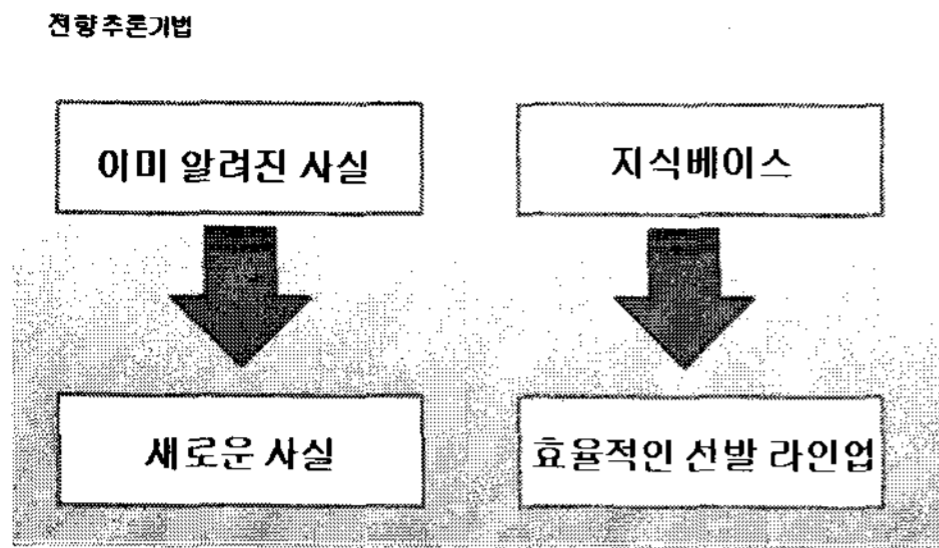 전향추론기법
이미 알려진 사실
지식베이스
새로운 사실
효율적인 선발 라인업